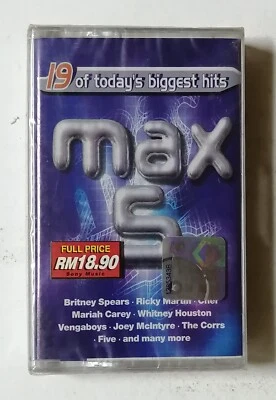 19 of today's biggest hits
max
5
FULL PRICE
RM18.90
Sony Music
Britney Spears · Ricky Martin · Cher
Mariah Carey · Whitney Houston
Vengaboys · Joey McIntyre · The Corrs
· Five · and many more